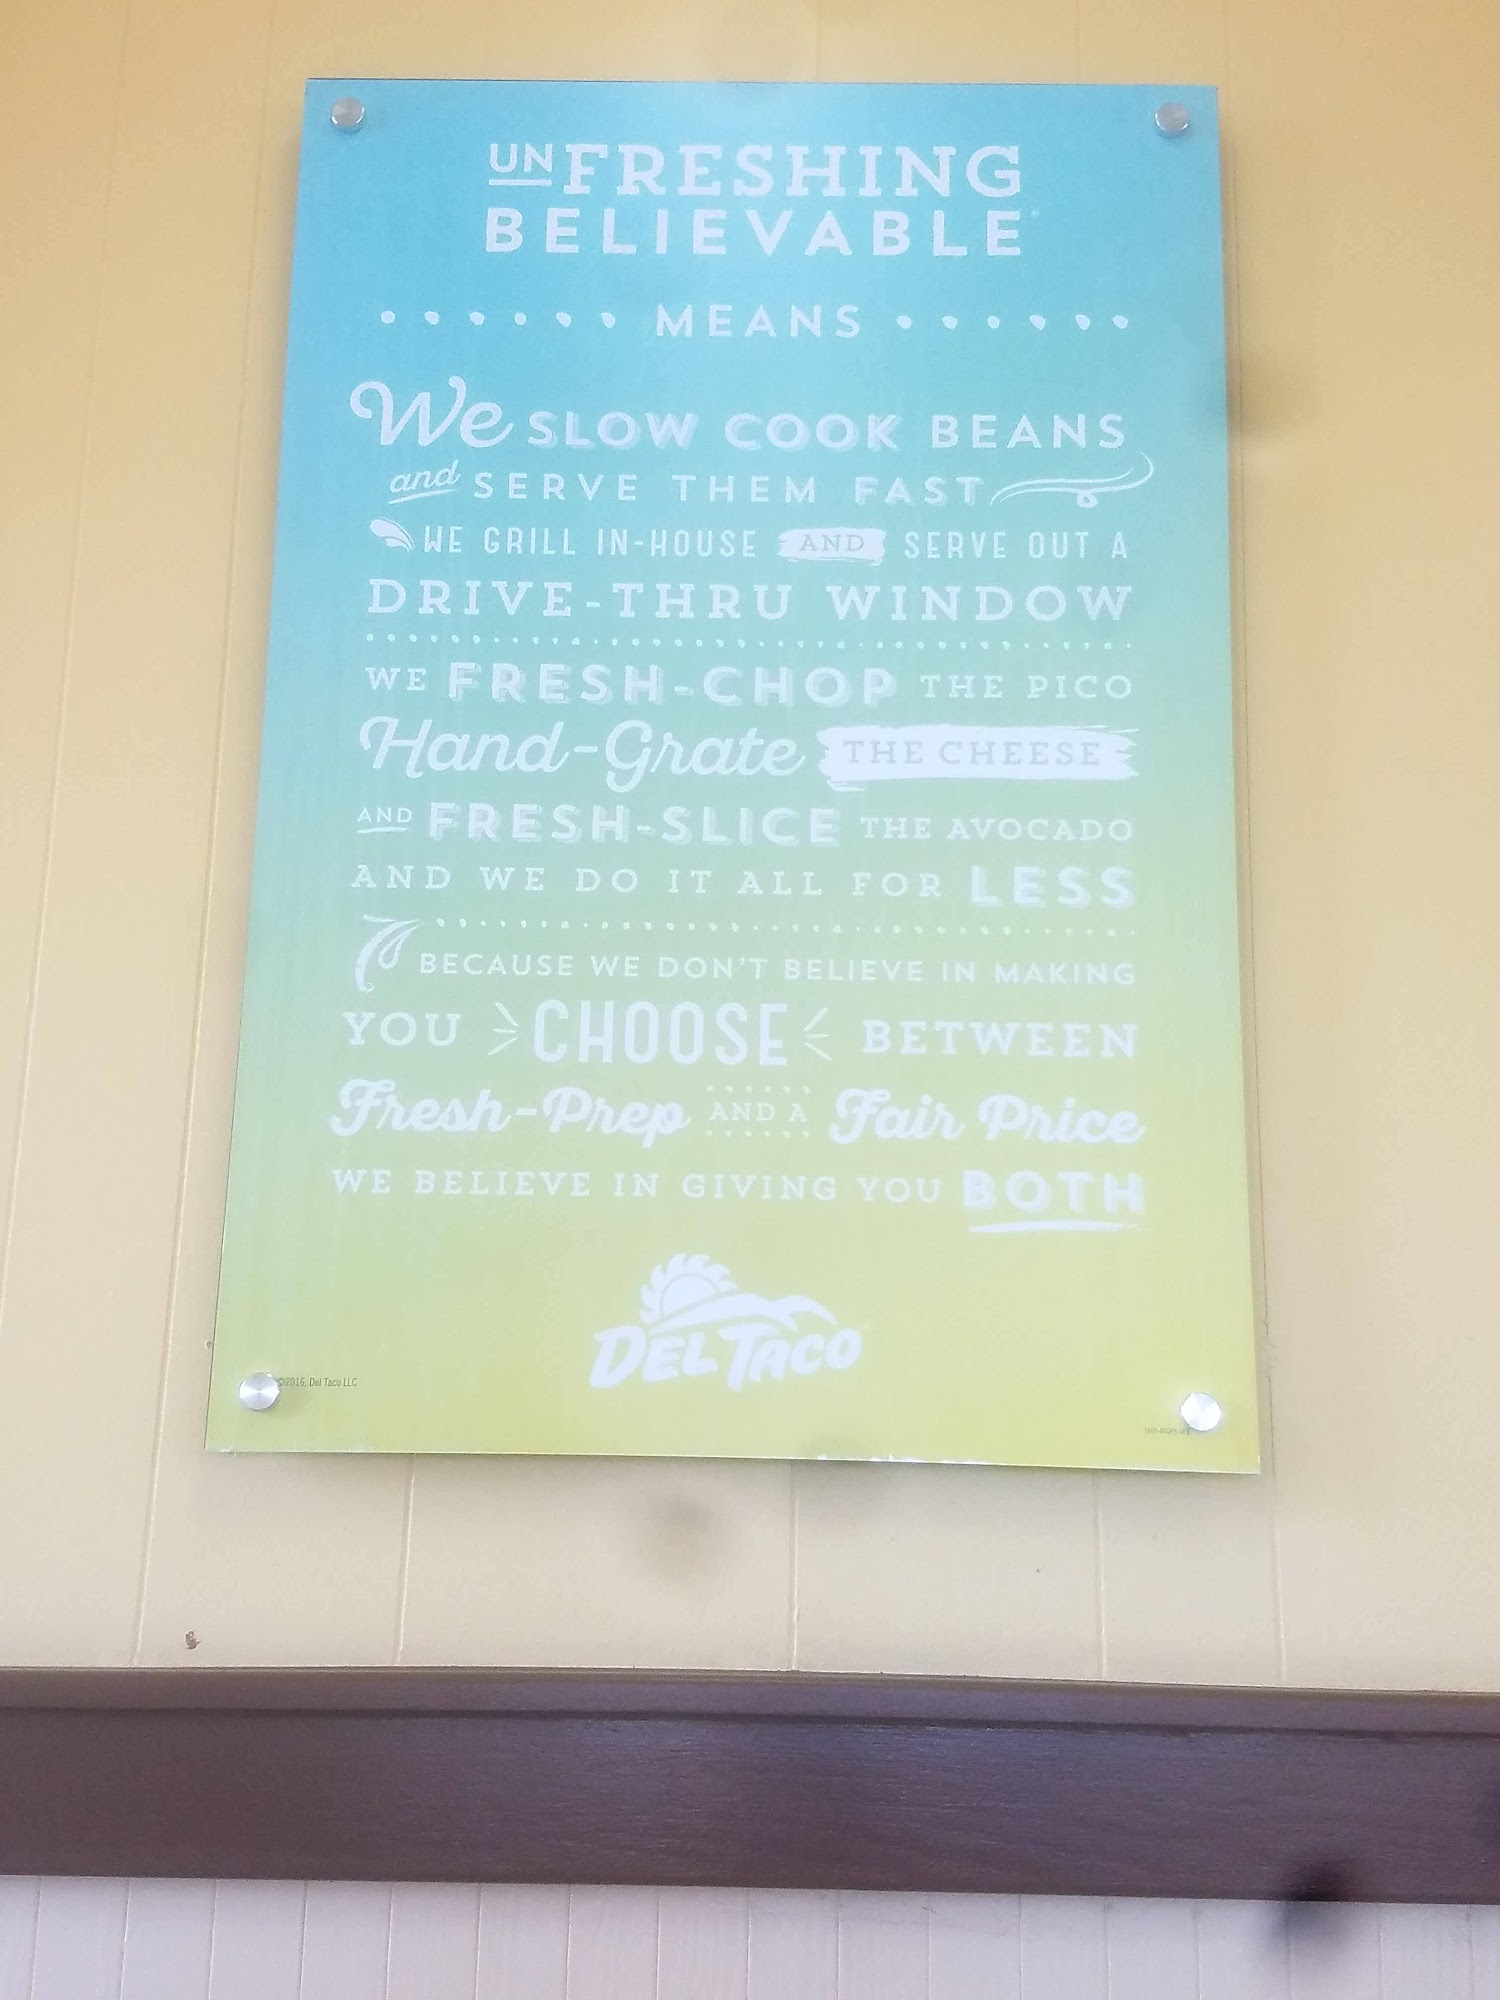 UNFRESHING
BELIEVABLE
MEANS
We SLOW COOK BEANS
and SERVE THEM FAST
WE GRILL IN-HOUSE AND SERVE OUT A
DRIVE-THRU WINDOW
WE FRESH-CHOP THE PICO
Hand-Grate THE CHEESE
AND FRESH-SLICE THE AVOCADO
AND WE DO IT ALL FOR LESS
BECAUSE WE DON'T BELIEVE IN MAKING
YOU CHOOSE BETWEEN
Fresh-Prep AND A Fair Price
WE BELIEVE IN GIVING YOU BOTH
DEL TACO
©2016, Del Taco LLC